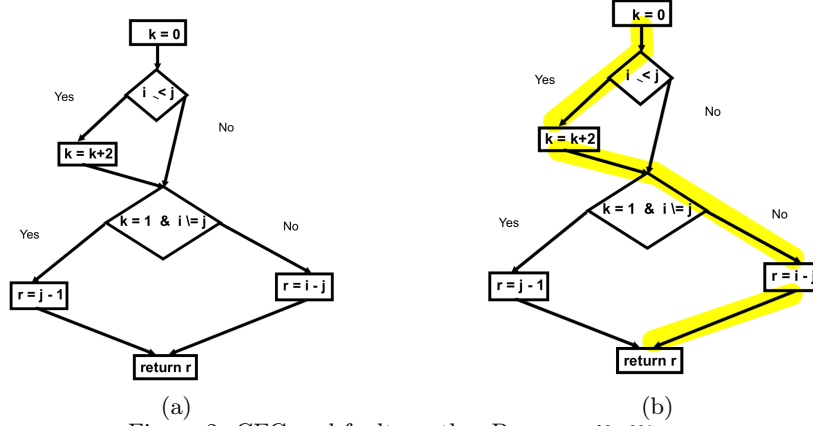 k = 0
i < j
Yes
No
k = k+2
k = 1 & i \= j
Yes
No
r = j - 1
r = i - j
return r
(a)
k = 0
i < j
Yes
No
k = k+2
k = 1 & i \= j
Yes
No
r = j - 1
r = i - j
return r
(b)